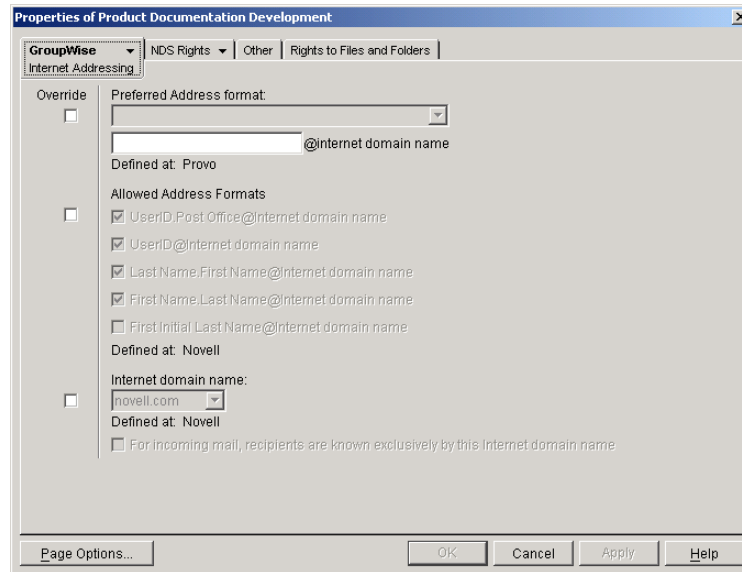 Properties of Product Documentation Development
GroupWise NDS Rights Other Rights to Files and Folders
Internet Addressing
Override Preferred Address format:
@internet domain name
Defined at: Provo
Allowed Address Formats
UserID.Post Office@Internet domain name
UserID@Internet domain name
Last Name.First Name@Internet domain name
First Name.Last Name@Internet domain name
First Initial Last Name@Internet domain name
Defined at: Novell
Internet domain name:
novell.com
Defined at: Novell
For incoming mail, recipients are known exclusively by this Internet domain name
Page Options... OK Cancel Apply Help